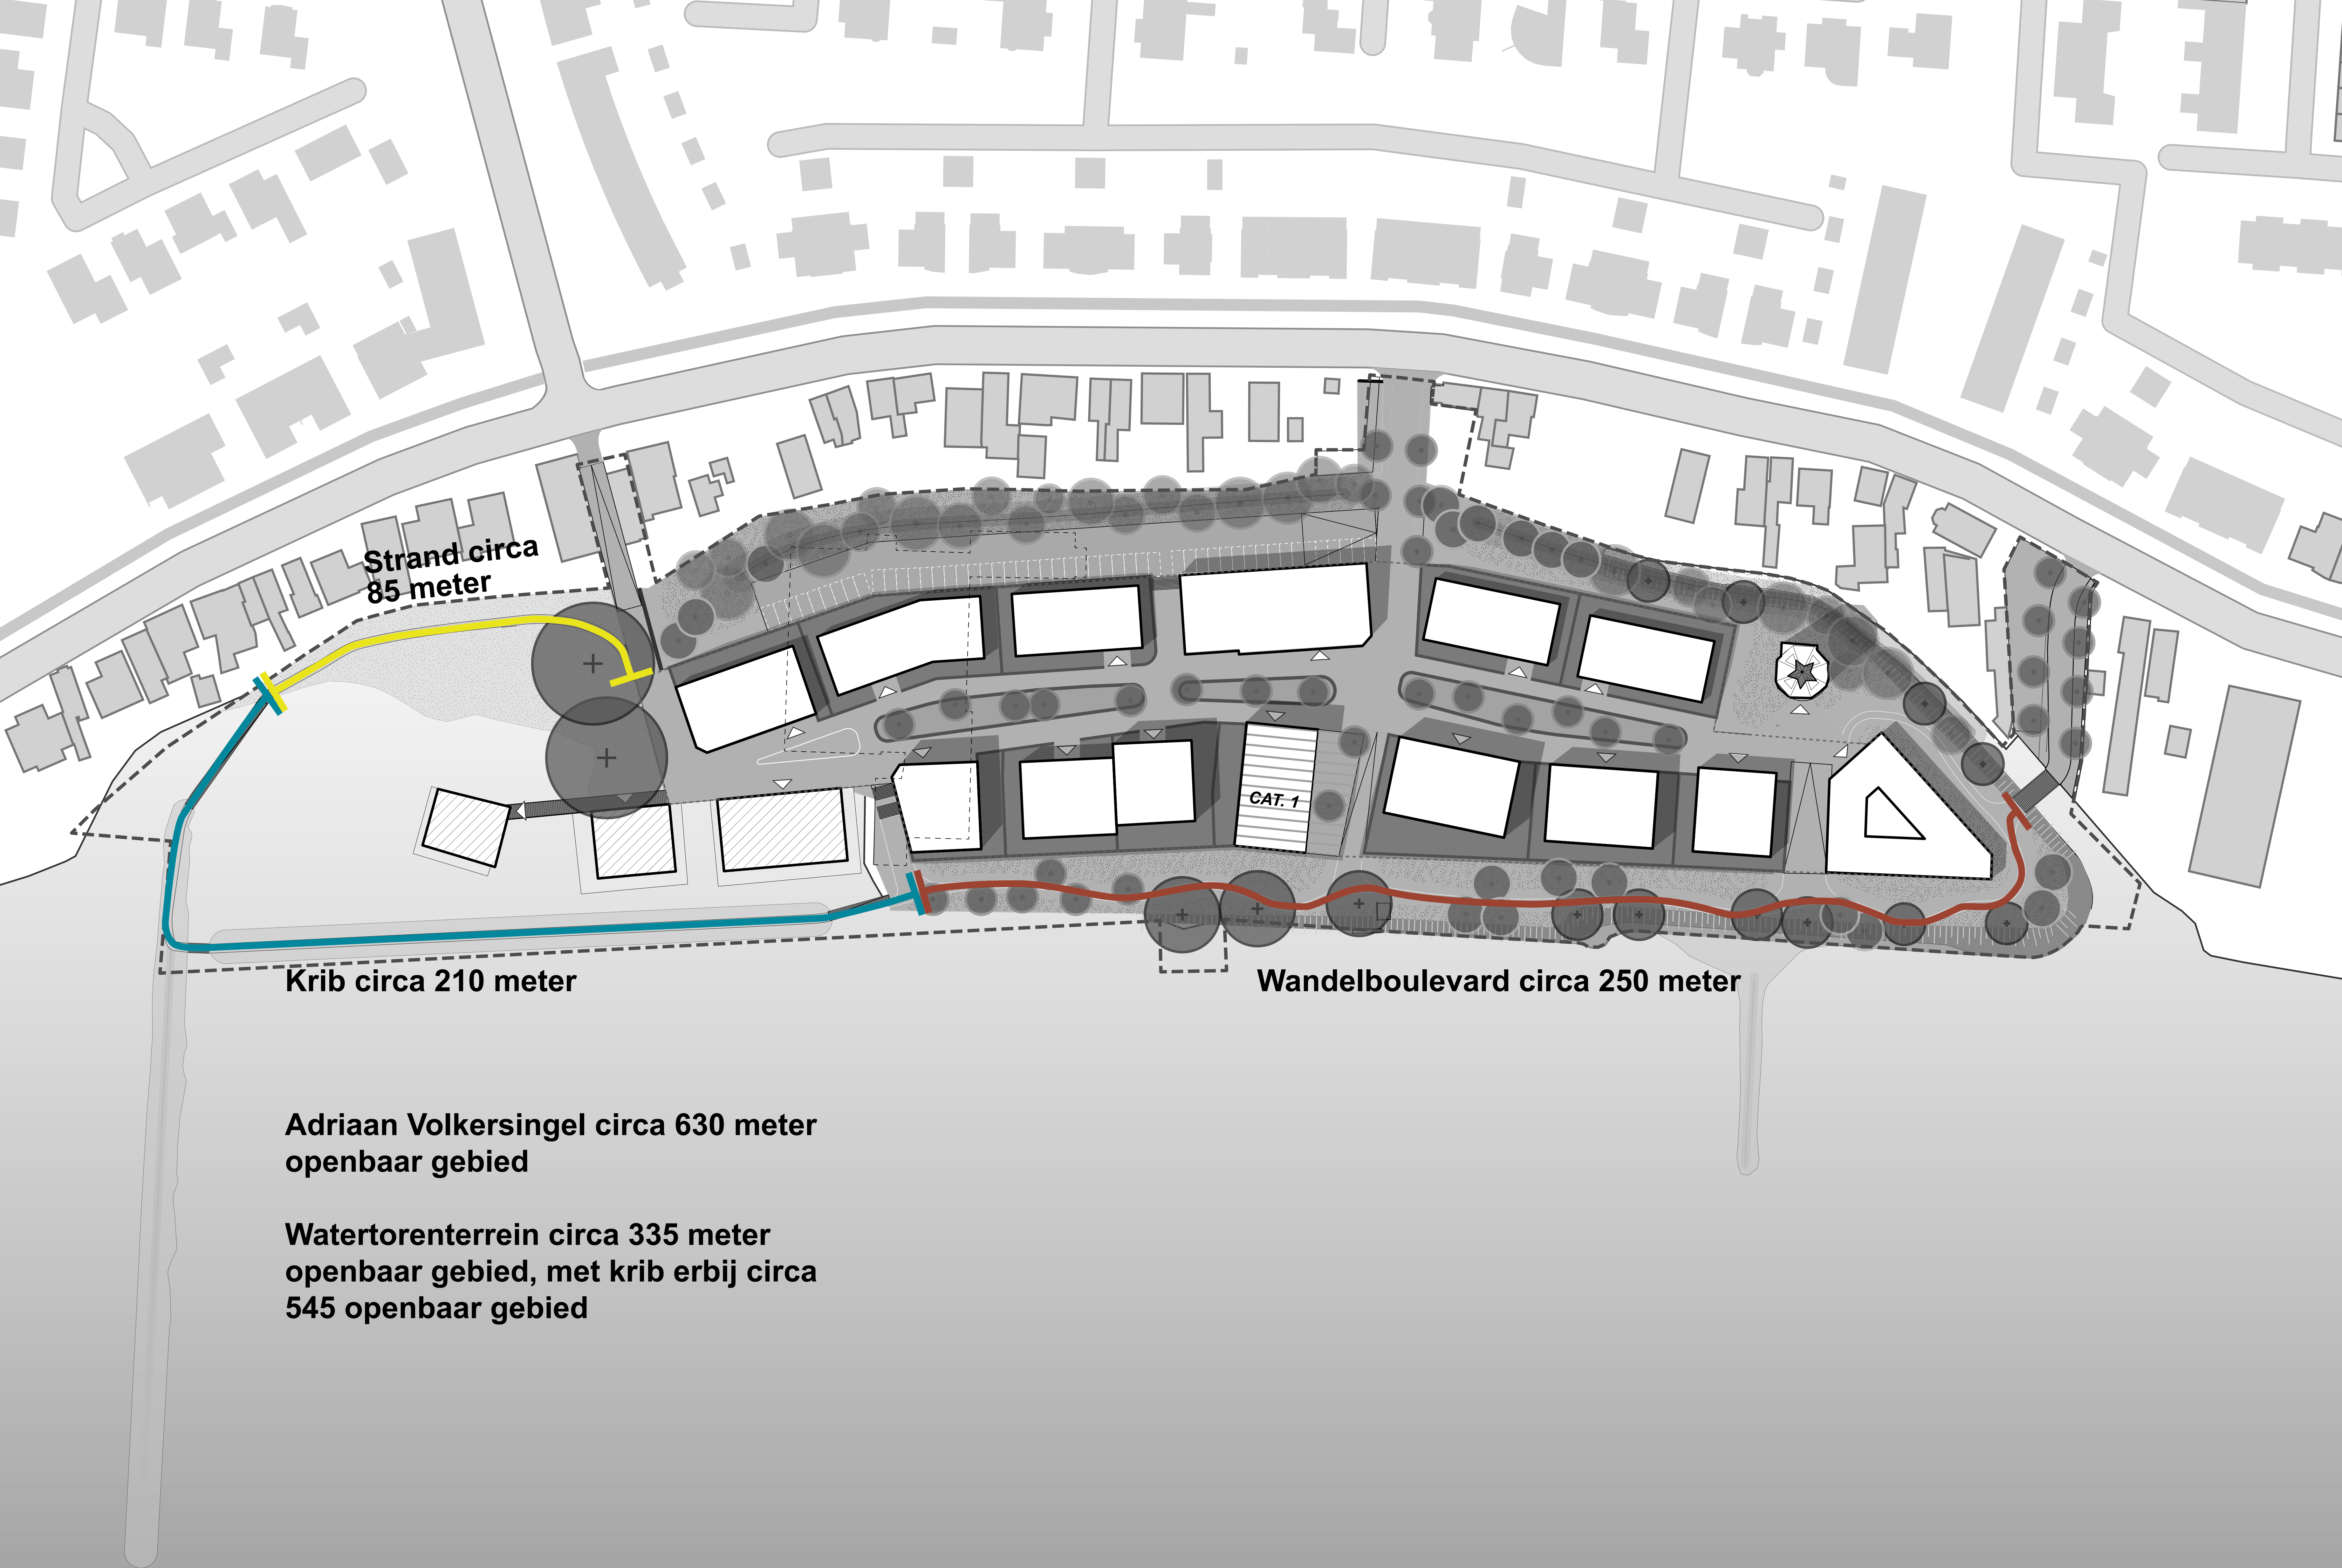 Strand circa
85 meter
CAT. 1
Krib circa 210 meter
Wandelboulevard circa 250 meter
Adriaan Volkersingel circa 630 meter
openbaar gebied
Watertorenterrein circa 335 meter
openbaar gebied, met krib erbij circa
545 openbaar gebied